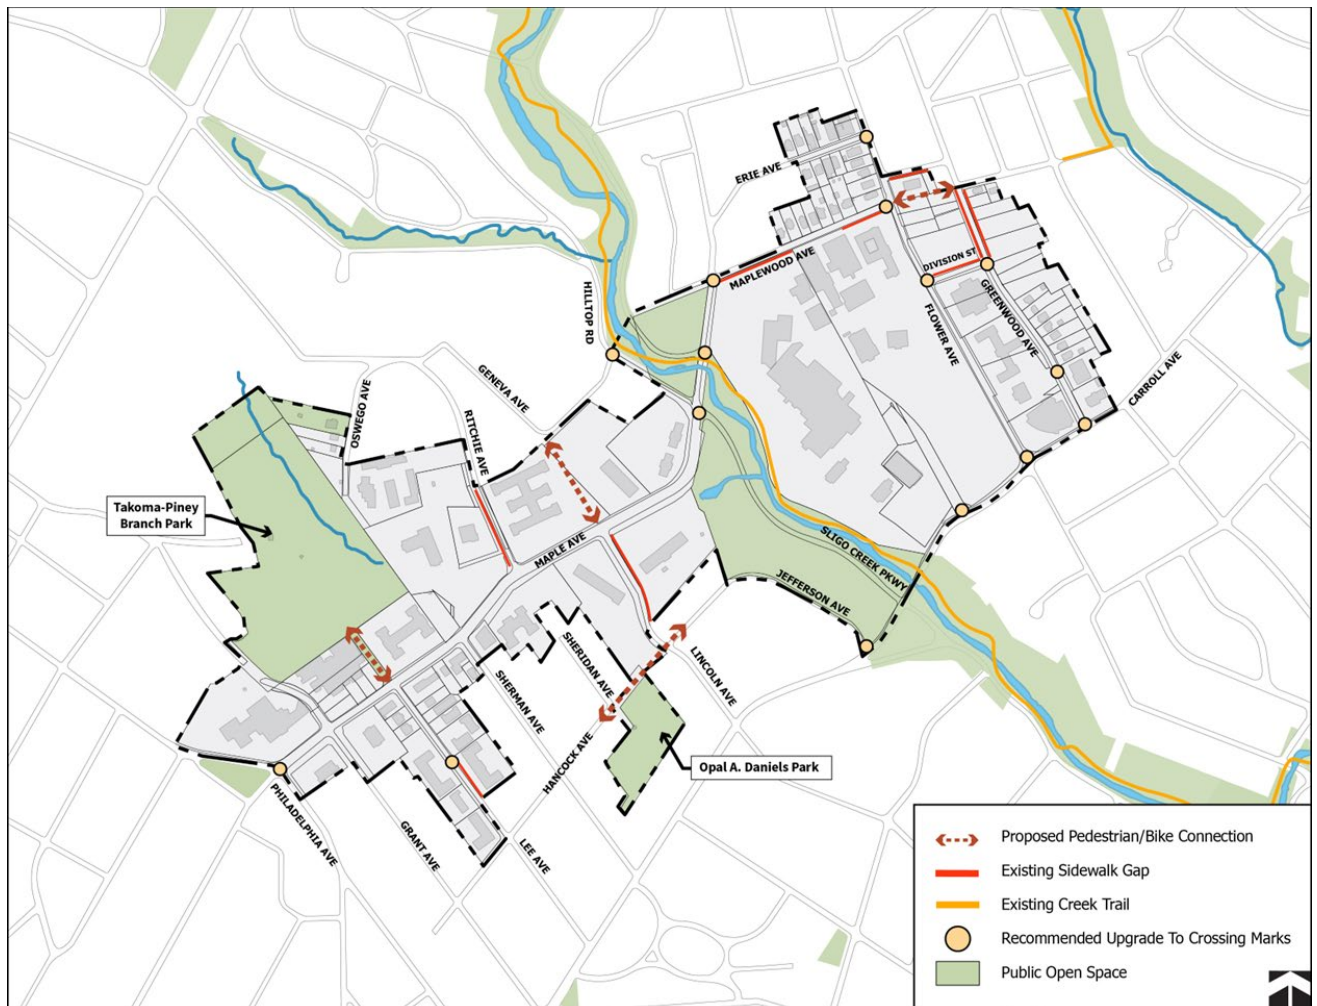 ERIE AVE
MAPLEWOOD AVE
DIVISION ST
GREENWOOD AVE
FLOWER AVE
CARROLL AVE
HILLTOP RD
GENEVA AVE
OSWEGO AVE
RITCHIE AVE
Takoma-Piney
Branch Park
MAPLE AVE
SLIGO CREEK PKWY
JEFFERSON AVE
SHERIDAN AVE
LINCOLN AVE
SHERMAN AVE
HANCOCK AVE
Opal A. Daniels Park
PHILADELPHIA AVE
GRANT AVE
LEE AVE
Proposed Pedestrian/Bike Connection
Existing Sidewalk Gap
Existing Creek Trail
Recommended Upgrade To Crossing Marks
Public Open Space